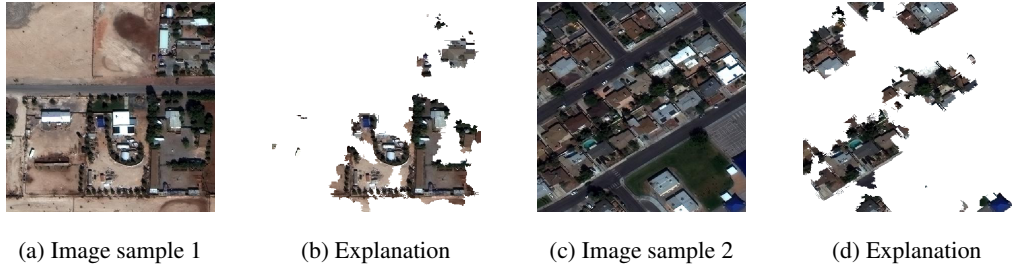 (a) Image sample 1
(b) Explanation
(c) Image sample 2
(d) Explanation